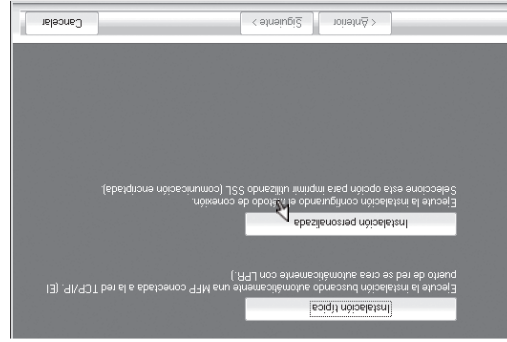 Instalación típica
Ejecute la instalación buscando automáticamente una MFP conectada a la red TCP/IP. (El
puerto de red se crea automáticamente con LPR.)
Instalación personalizada
Ejecute la instalación configurando el método de conexión.
Seleccione esta opción para imprimir utilizando SSL (comunicación encriptada).
< Anterior
Siguiente >
Cancelar